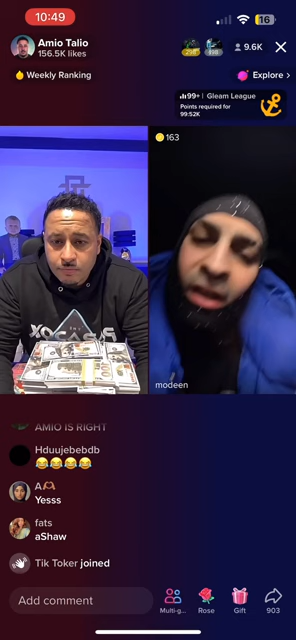 10:49
16
Amio Talio
156.5K likes
298
198
9.6K
Weekly Ranking
Explore
99+ | Gleam League
Points required for
99:52K
163
modeen
AMIO IS RIGHT
Hduujebebdb
😂😂😂😂
A🫶🏽
Yesss
fats
aShaw
Tik Toker joined
Add comment
Multi-g...
Rose
Gift
903